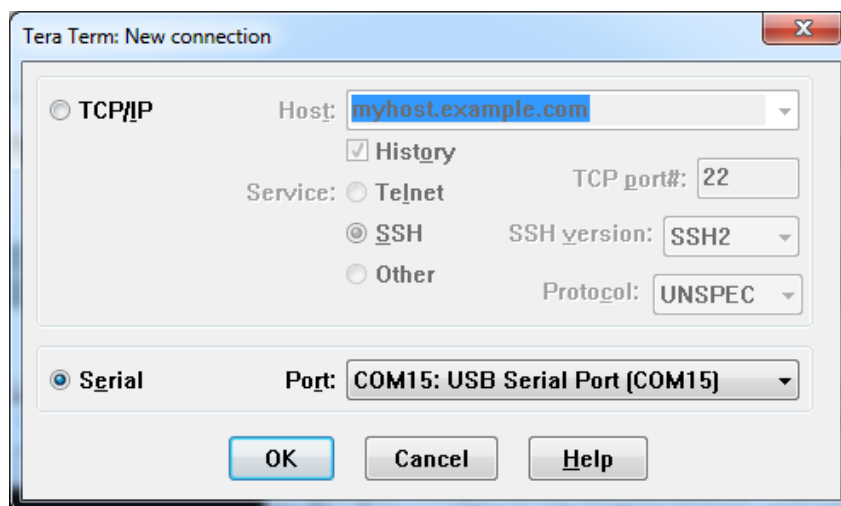 Tera Term: New connection
TCP/IP
Host: myhost.example.com
History
Service: Telnet
TCP port#: 22
SSH
SSH version: SSH2
Other
Protocol: UNSPEC
Serial
Port: COM15: USB Serial Port (COM15)
OK
Cancel
Help